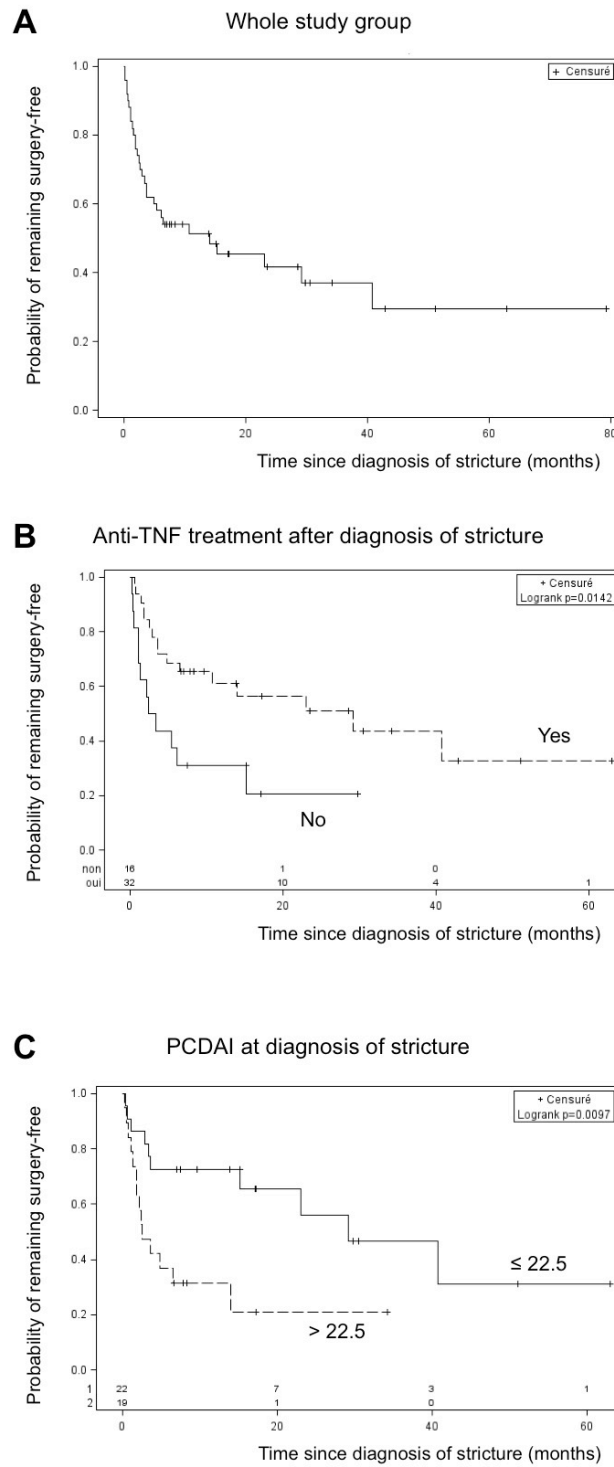 A
Whole study group
+ Censuré
1.0
0.8
0.6
0.4
0.2
0.0
0 20 40 60 80
Probability of remaining surgery-free
Time since diagnosis of stricture (months)
B
Anti-TNF treatment after diagnosis of stricture
+ Censuré
Logrank p=0.0142
1.0
0.8
0.6
0.4
0.2
0.0
Yes
No
non 16 1 0
oui 32 10 4 1
0 20 40 60
Probability of remaining surgery-free
Time since diagnosis of stricture (months)
C
PCDAI at diagnosis of stricture
+ Censuré
Logrank p=0.0097
1.0
0.8
0.6
0.4
0.2
0.0
≤ 22.5
> 22.5
1 22 7 3 1
2 19 1 0
0 20 40 60
Probability of remaining surgery-free
Time since diagnosis of stricture (months)